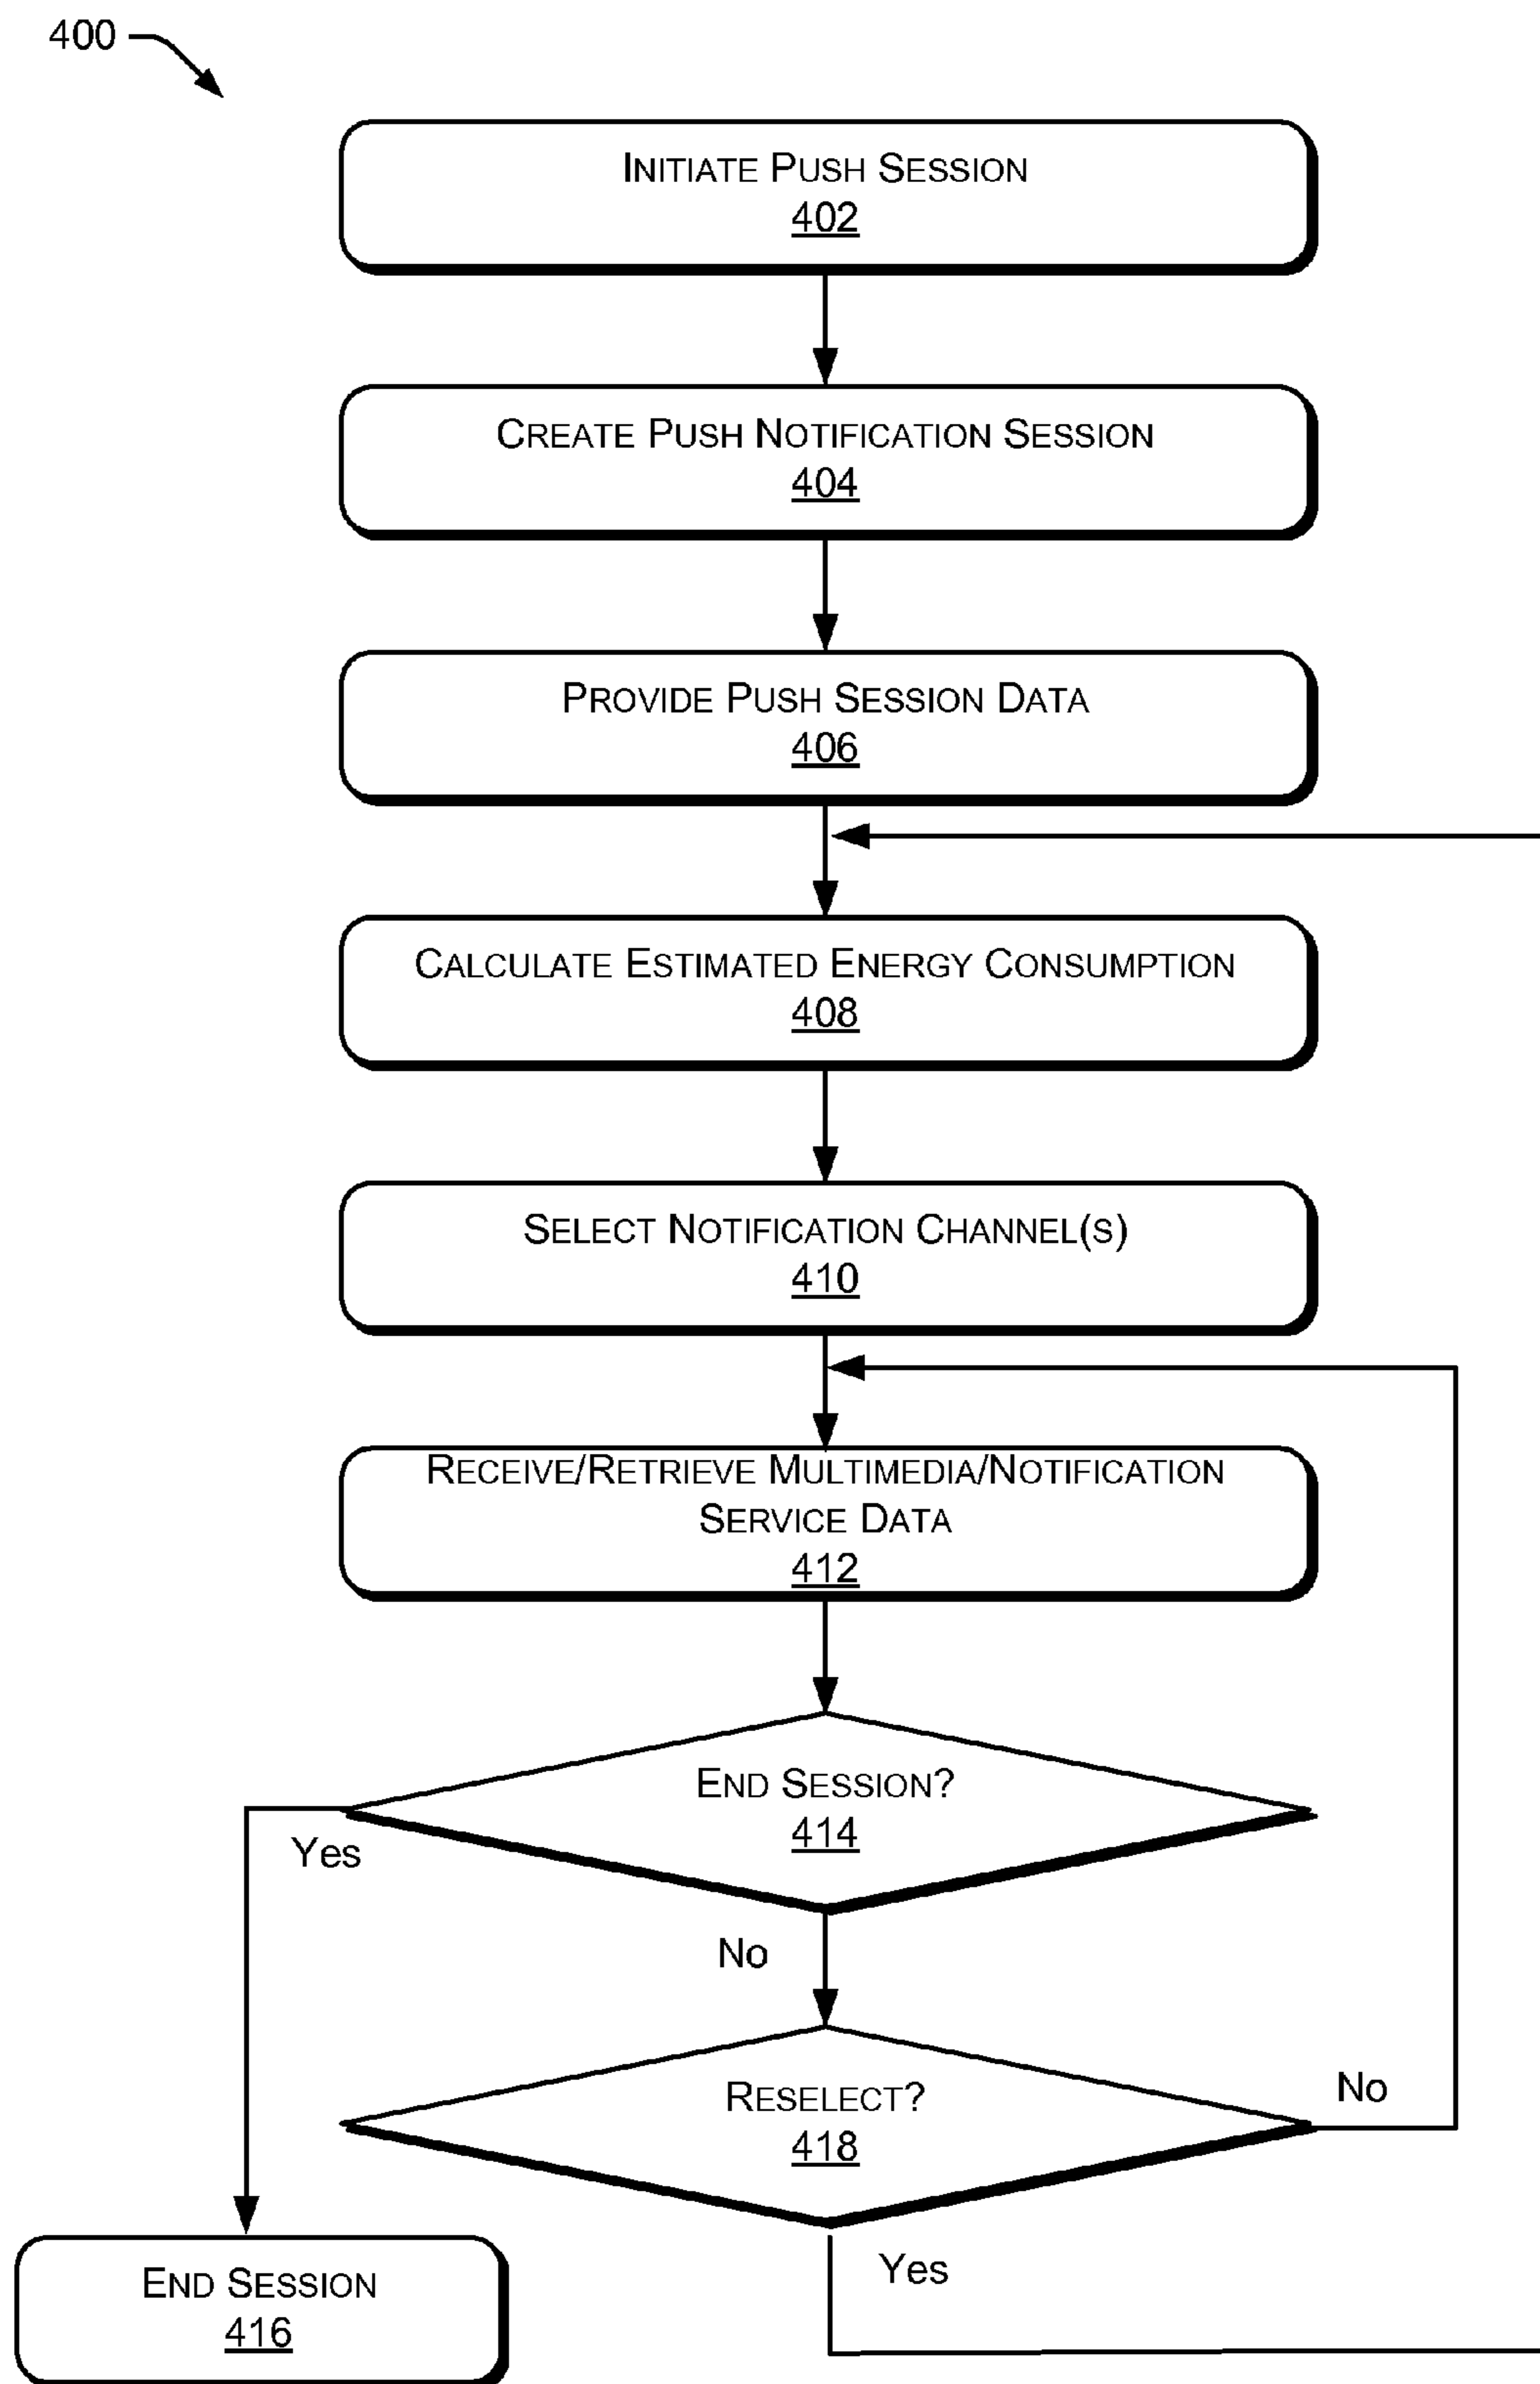 400
INITIATE PUSH SESSION
402
CREATE PUSH NOTIFICATION SESSION
404
PROVIDE PUSH SESSION DATA
406
CALCULATE ESTIMATED ENERGY CONSUMPTION
408
SELECT NOTIFICATION CHANNEL(S)
410
RECEIVE/RETRIEVE MULTIMEDIA/NOTIFICATION
SERVICE DATA
412
END SESSION?
414
Yes
No
RESELECT?
418
No
Yes
END SESSION
416